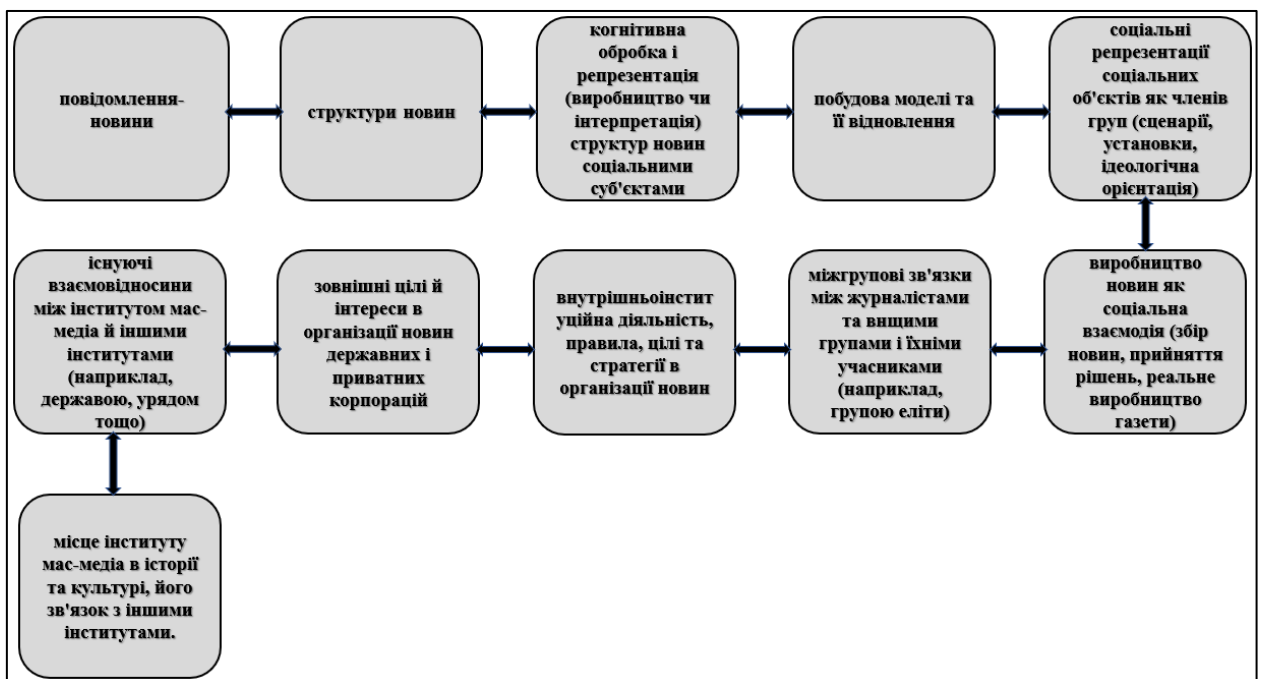 повідомлення-
новини
структури новин
когнітивна
обробка і
репрезентація
(виробництво чи
інтерпретація)
структур новин
соціальними
суб'єктами
побудова моделі та
її відновлення
соціальні
репрезентації
соціальних
об'єктів як членів
груп (сценарії,
установки,
ідеологічна
орієнтація)
існуючі
взаємовідносини
між інститутом мас-
медіа й іншими
інститутами
(наприклад,
державою, урядом
тощо)
зовнішні цілі й
інтереси в
організації новин
державних і
приватних
корпорацій
внутрішньоінстит
уційна діяльність,
правила, цілі та
стратегії в
організації новин
міжгрупові зв'язки
між журналістами
та вищими
групами і їхніми
учасниками
(наприклад,
групою еліти)
виробництво
новин як
соціальна
взаємодія (збір
новин, прийняття
рішень, реальне
виробництво
газети)
місце інституту
мас-медіа в історії
та культурі, його
зв'язок з іншими
інститутами.